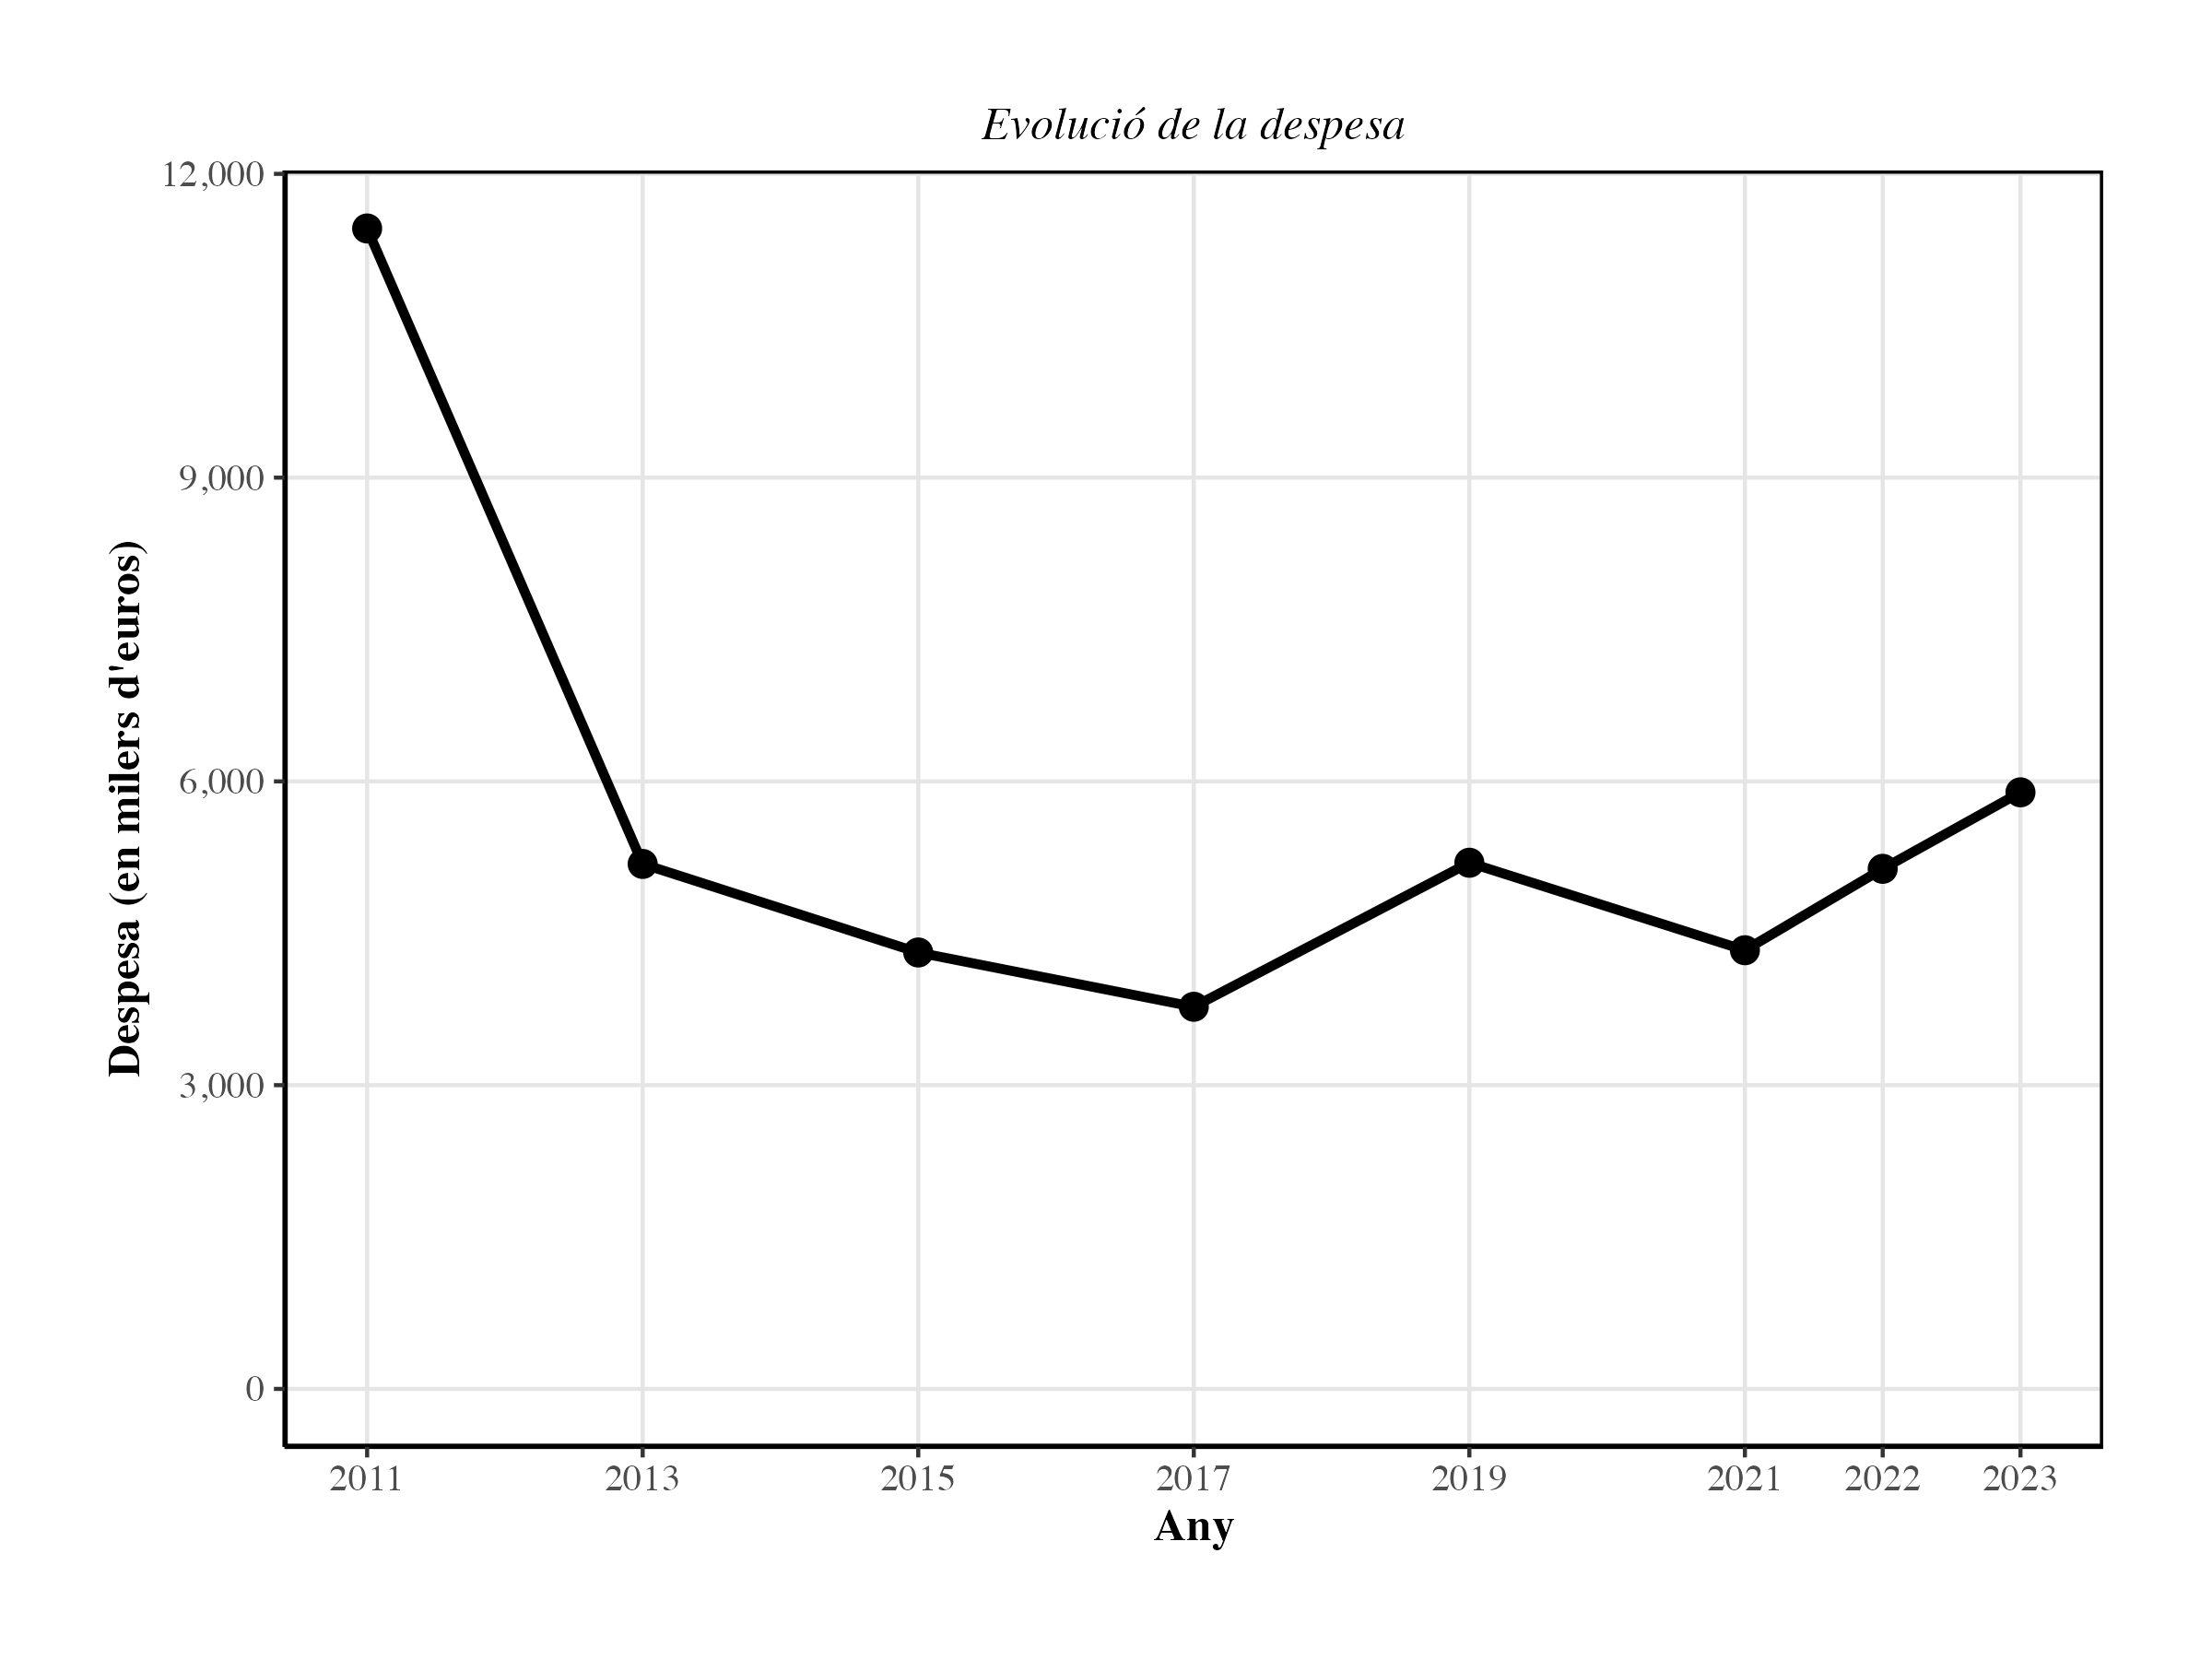 Evolució de la despesa
12,000
9,000
6,000
3,000
0
Despesa (en milers d'euros)
2011 2013 2015 2017 2019 2021 2022 2023
Any